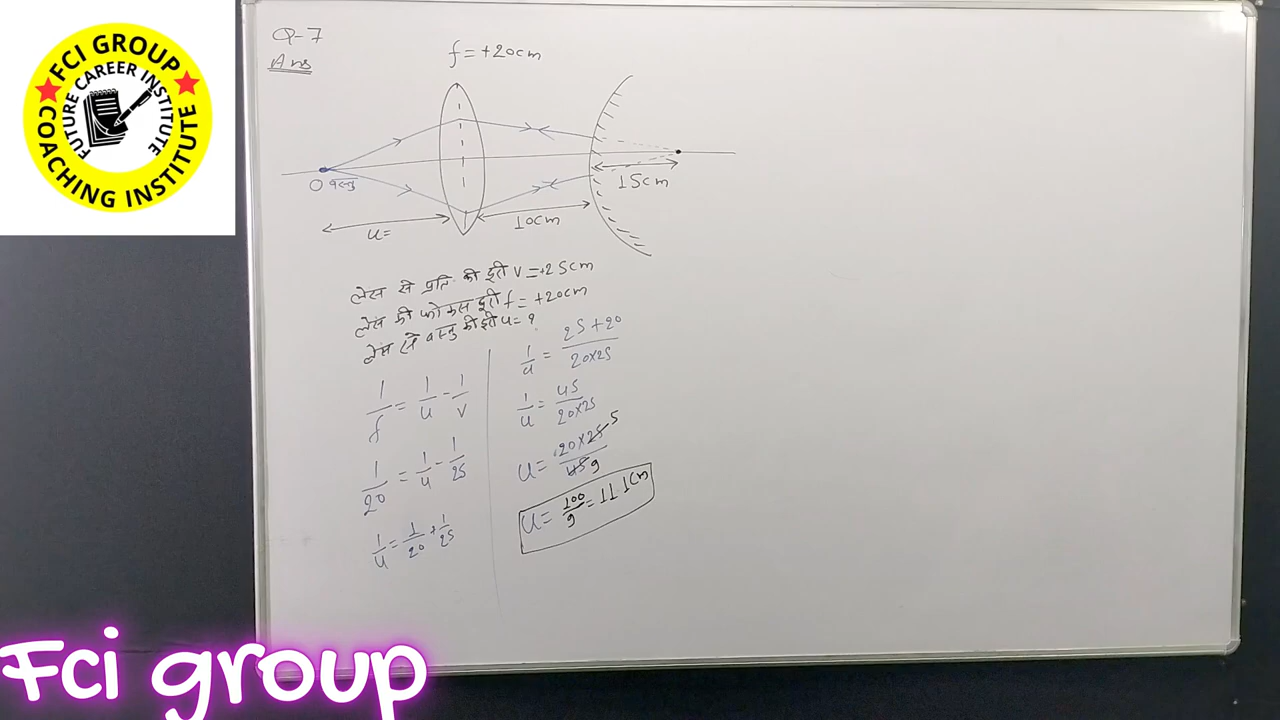 FCI GROUP
FUTURE CAREER INSTITUTE
COACHING INSTITUTE
Q-7
Ans
f = +20cm
O वस्तु
u=
10cm
15cm
लेंस से प्रति की दूरी v = +25cm
लेंस की फोकस दूरी f = +20cm
लेंस से वस्तु की दूरी u = ?
1/f = 1/u - 1/v
1/20 = 1/u - 1/25
1/u = 1/20 + 1/25
1/u = 25+20/20×25
1/u = 45/20×25
u = 20×25 5/45 9
u = 100/9 = 11.1cm
Fci group